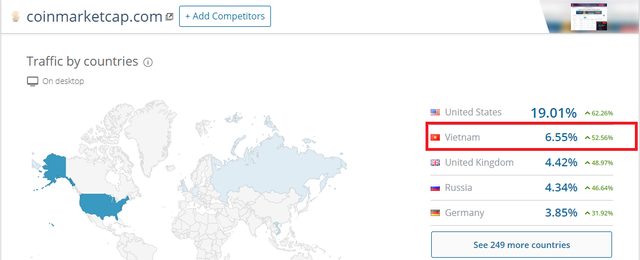 coinmarketcap.com
+ Add Competitors
Traffic by countries
On desktop
United States 19.01% 62.26%
Vietnam 6.55% 52.56%
United Kingdom 4.42% 48.97%
Russia 4.34% 46.64%
Germany 3.85% 31.92%
See 249 more countries